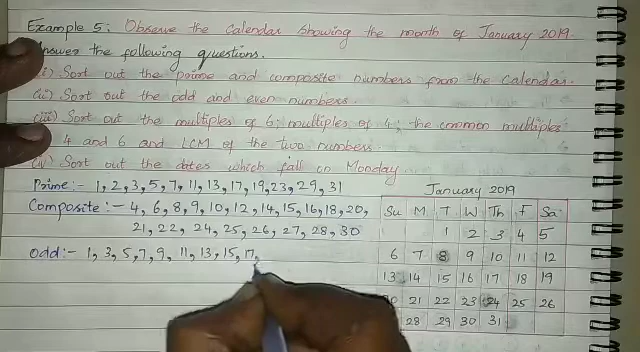 Example 5: Observe the Calendar showing the month of January 2019.
Answer the following questions.
(i) Sort out the prime and composite numbers from the Calendar.
(ii) Sort out the odd and even numbers.
(iii) Sort out the multiples of 6; multiples of 4; the common multiples
4 and 6 and LCM of the two numbers.
(iv) Sort out the dates which fall on Monday
Prime:- 1, 2, 3, 5, 7, 11, 13, 17, 19, 23, 29, 31
Composite:- 4, 6, 8, 9, 10, 12, 14, 15, 16, 18, 20,
21, 22, 24, 25, 26, 27, 28, 30
Odd:- 1, 3, 5, 7, 9, 11, 13, 15, 17,
January 2019
Su M T W Th F Sa
1 2 3 4 5
6 7 8 9 10 11 12
13 14 15 16 17 18 19
21 22 23 24 25 26
28 29 30 31